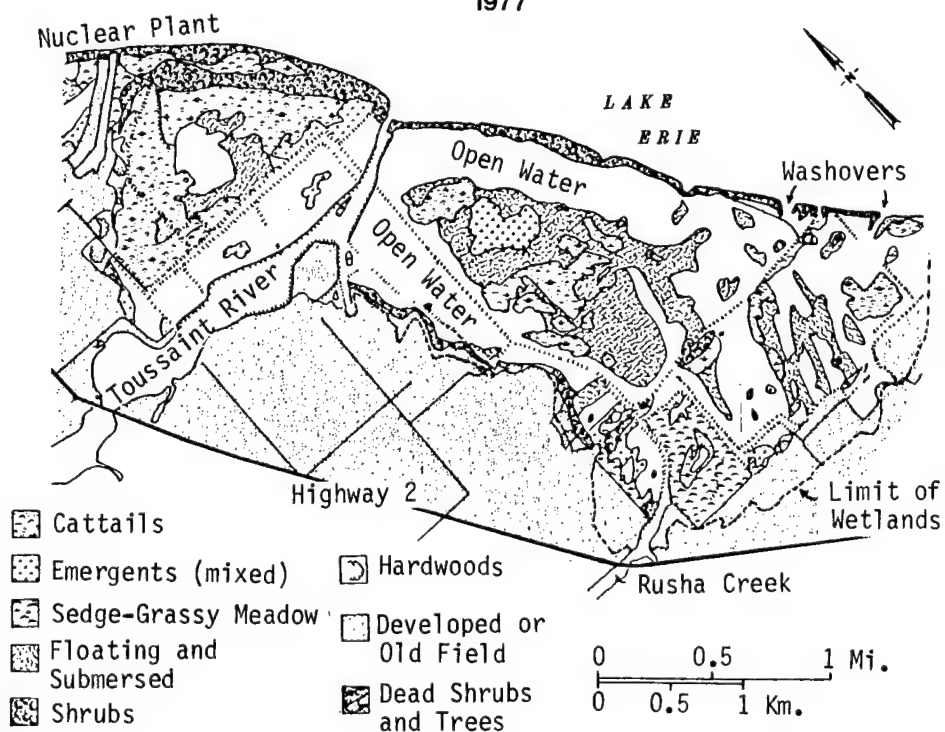 1977
Nuclear Plant
LAKE
ERIE
Open Water
Washovers
N
Open Water
Toussaint River
Highway 2
Limit of
Wetlands
Rusha Creek
Cattails
Emergents (mixed)
Sedge-Grassy Meadow
Floating and
Submersed
Shrubs
Hardwoods
Developed or
Old Field
Dead Shrubs
and Trees
0 0.5 1 Mi.
0 0.5 1 Km.